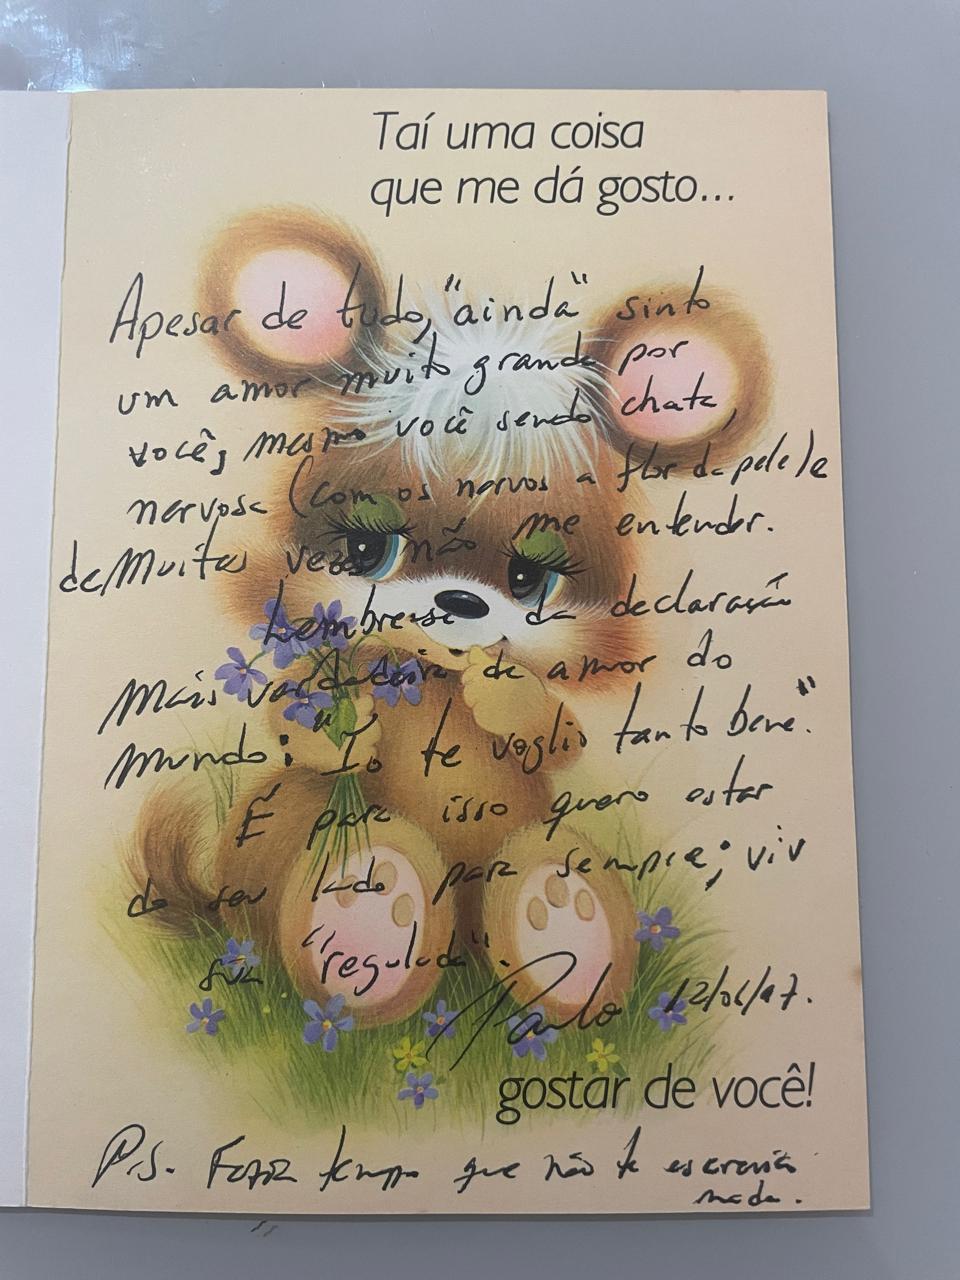 Taí uma coisa
que me dá gosto...
Apesar de tudo, "ainda" sinto
um amor muito grande por
você, mesmo você sendo chata,
nervosa (com os nervos a flor da pele) e
de muitas vezes não me entender.
Lembre-se da declaração
mais verdadeira de amor do
mundo: "Io te voglio tanto bene".
É para isso quero estar
do seu lado para sempre; viv
sua "regulada".
Paulo 12/06/97.
gostar de você!
P.S. Fazia tempo que não te escrevia
nada.